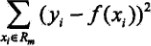 ∑_{x_i∈R_m} (y_i − f(x_i))²